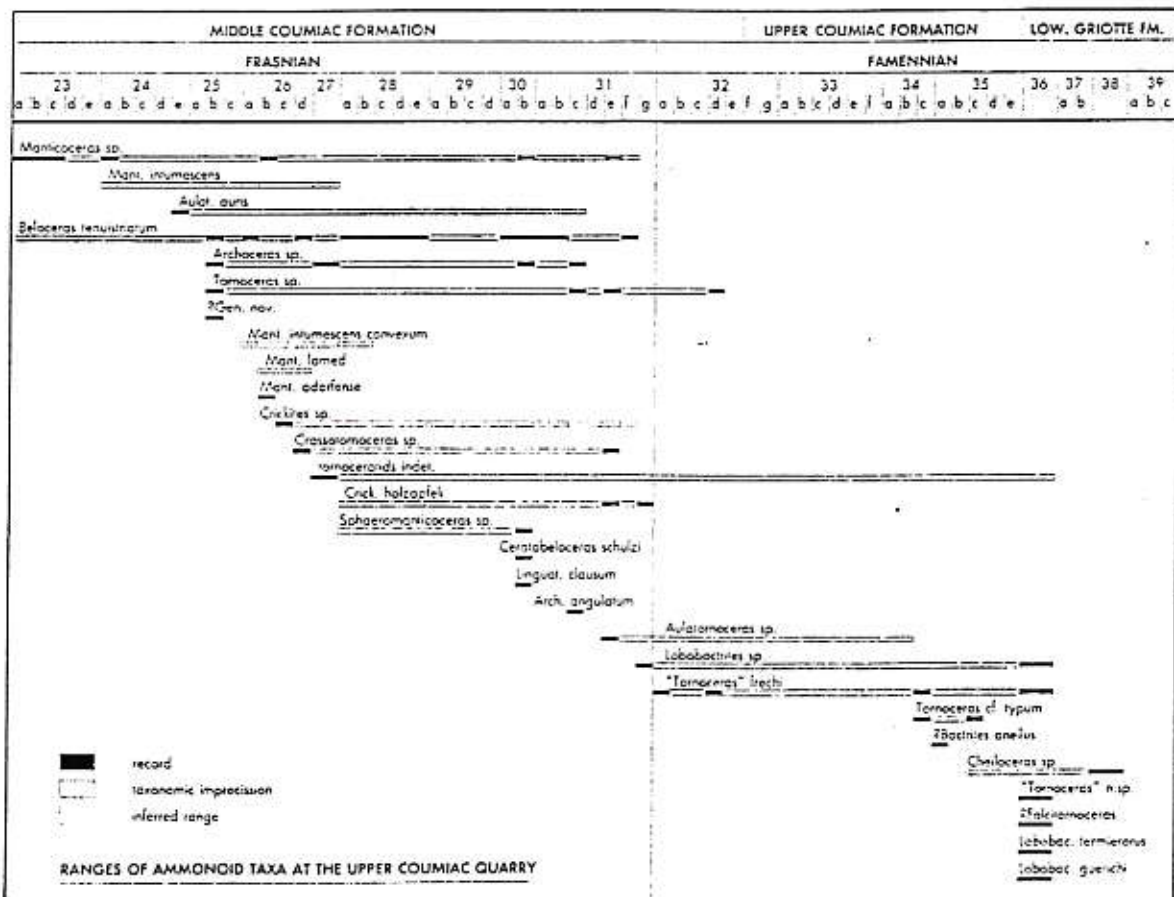 MIDDLE COUMIAC FORMATION UPPER COUMIAC FORMATION LOW. GRIOTTE FM.
FRASNIAN FAMENNIAN
23 24 25 26 27 28 29 30 31 32 33 34 35 36 37 38 39
a b c d e a b c d e a b c a b c d a b c d e a b c d a b a b c d e f g a b c d e f g a b c d e f a b c a b c d e a b a b c
Manticoceras sp.
Mant. intumescens
Aulat. auris
Beloceras tenuistriatum
Archoceras sp.
Tornoceras sp.
?Gen. nov.
Mant. intumescens convexum
Mant. lamed
Mant. adorfense
Crickites sp.
Crassotornoceras sp.
tornoceratids indet.
Crick. holzapfeli
Sphaeromanticoceras sp.
Ceratobeloceras schulzi
Linguat. clausum
Arch. angulatum
Aulatornoceras sp.
Lobobactrites sp
"Tornoceras" frechi
Tornoceras cf. typum
?Bactrites anellus
Cheiloceras sp
"Tornoceras" n.sp.
?Falcitornoceras
Lobobac. termierorus
Lobobac. guerichi
record
taxonomic imprecission
inferred range
RANGES OF AMMONOID TAXA AT THE UPPER COUMIAC QUARRY